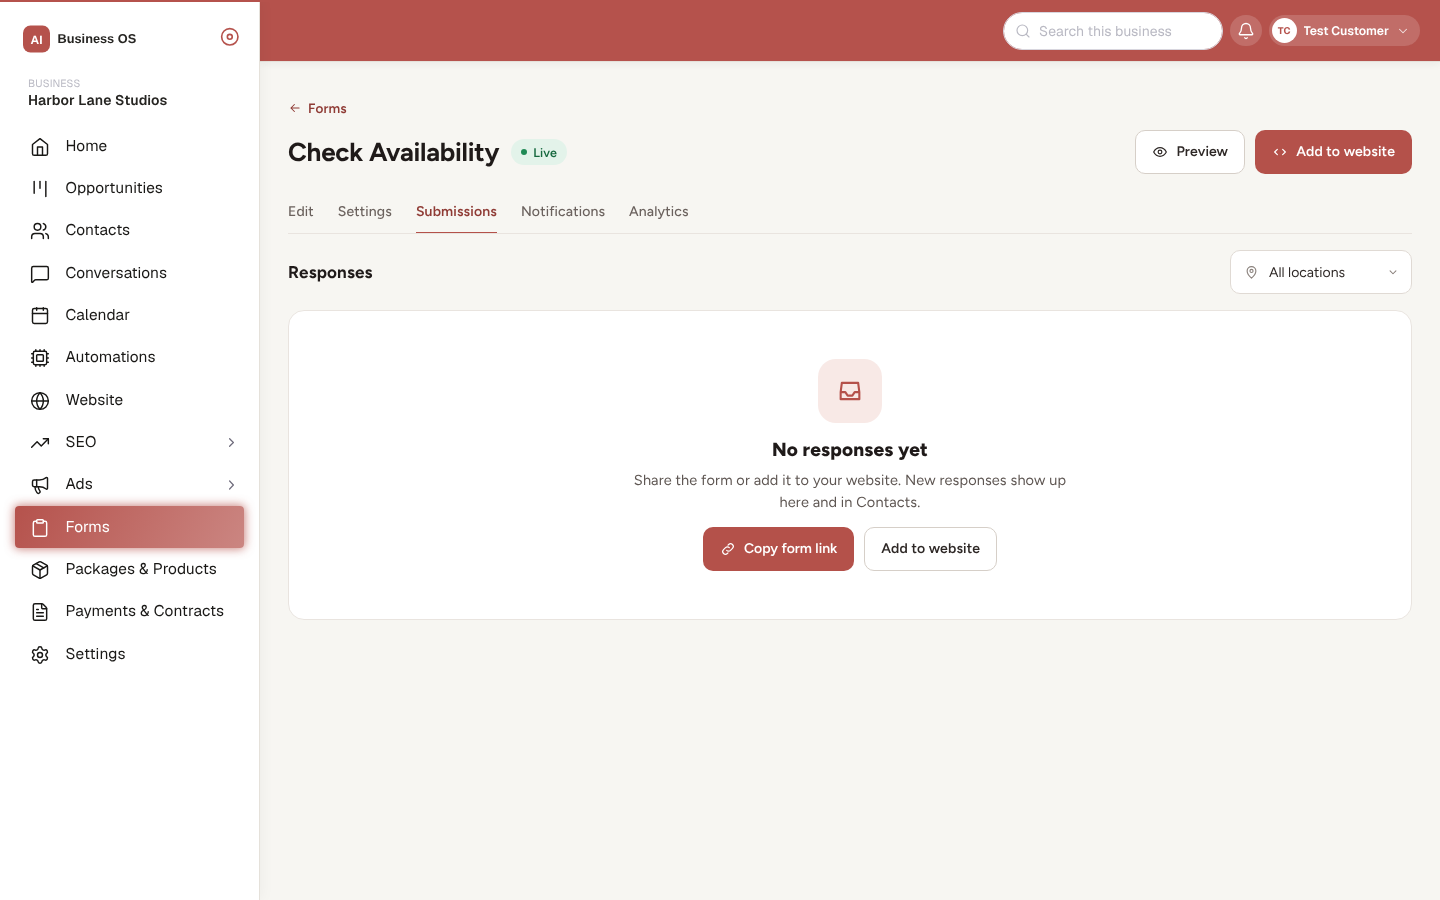 AI
Business OS
Search this business
TC
Test Customer
BUSINESS
Harbor Lane Studios
Home
Opportunities
Contacts
Conversations
Calendar
Automations
Website
SEO
Ads
Forms
Packages & Products
Payments & Contracts
Settings
Forms
Check Availability
Live
Preview
Add to website
Edit
Settings
Submissions
Notifications
Analytics
Responses
All locations
No responses yet
Share the form or add it to your website. New responses show up
here and in Contacts.
Copy form link
Add to website